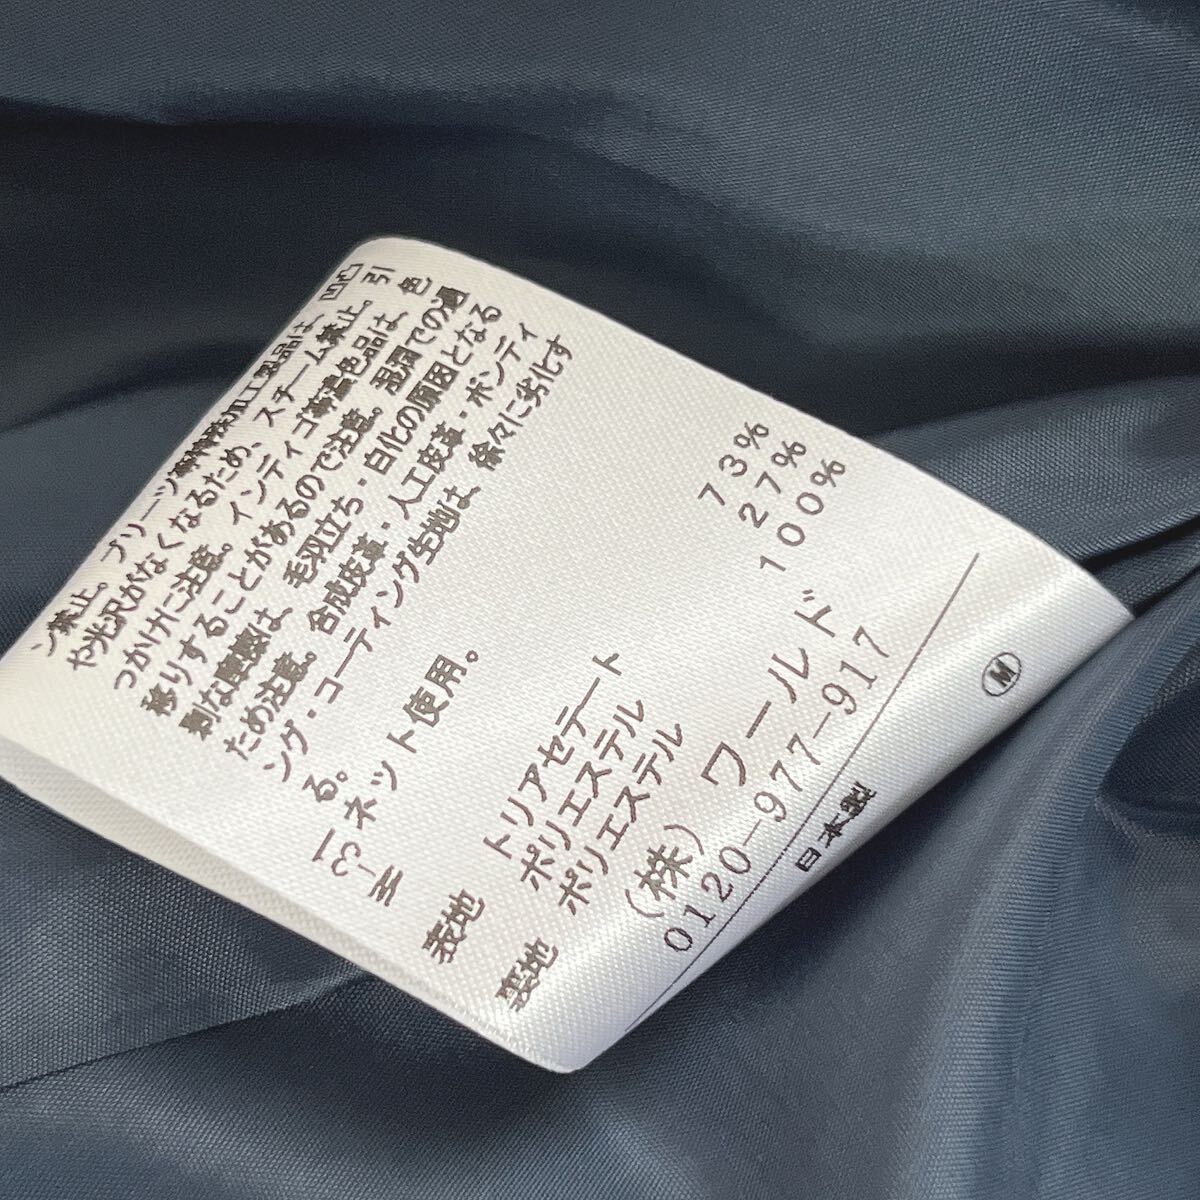 ン禁止。プリーツ等特殊加工製品は、凹凸
や光沢がなくなるため、スチーム禁止。引
っかけ等に注意。インディゴ等濃色品は、色
移りすることがあるので注意。湿潤での過
剰な摩擦は、毛羽立ち・白化の原因となる
ため注意。合成皮革・人工皮革・ボンディ
ング・コーティング生地は、徐々に劣化す
る。
ネット使用。
表地 トリアセテート 73%
ポリエステル 27%
裏地 ポリエステル 100%
(株) ワールド
0120-977-917
日本製
M